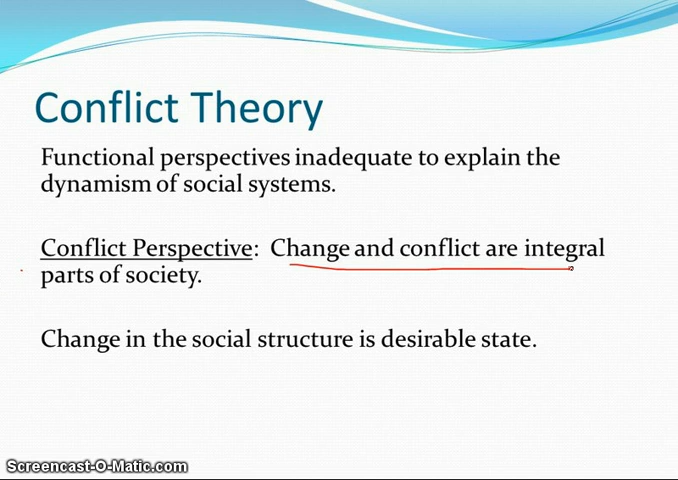 Conflict Theory
Functional perspectives inadequate to explain the
dynamism of social systems.
Conflict Perspective: Change and conflict are integral
parts of society.
Change in the social structure is desirable state.
Screencast-O-Matic.com